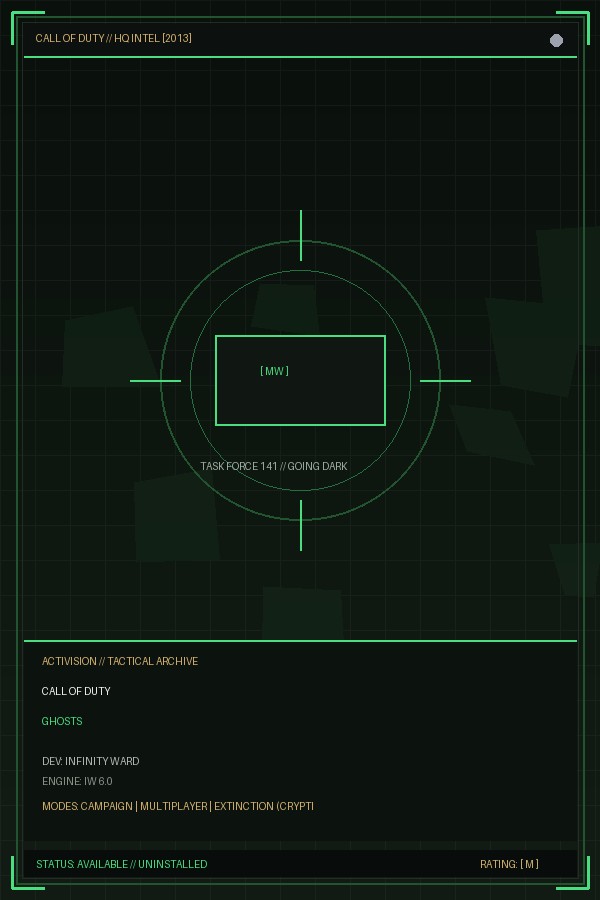 CALL OF DUTY // HQ INTEL [2013]
[ MW ]
TASK FORCE 141 // GOING DARK
ACTIVISION // TACTICAL ARCHIVE
CALL OF DUTY
GHOSTS
DEV: INFINITY WARD
ENGINE: IW 6.0
MODES: CAMPAIGN | MULTIPLAYER | EXTINCTION (CRYPTI
STATUS: AVAILABLE // UNINSTALLED
RATING: [ M ]